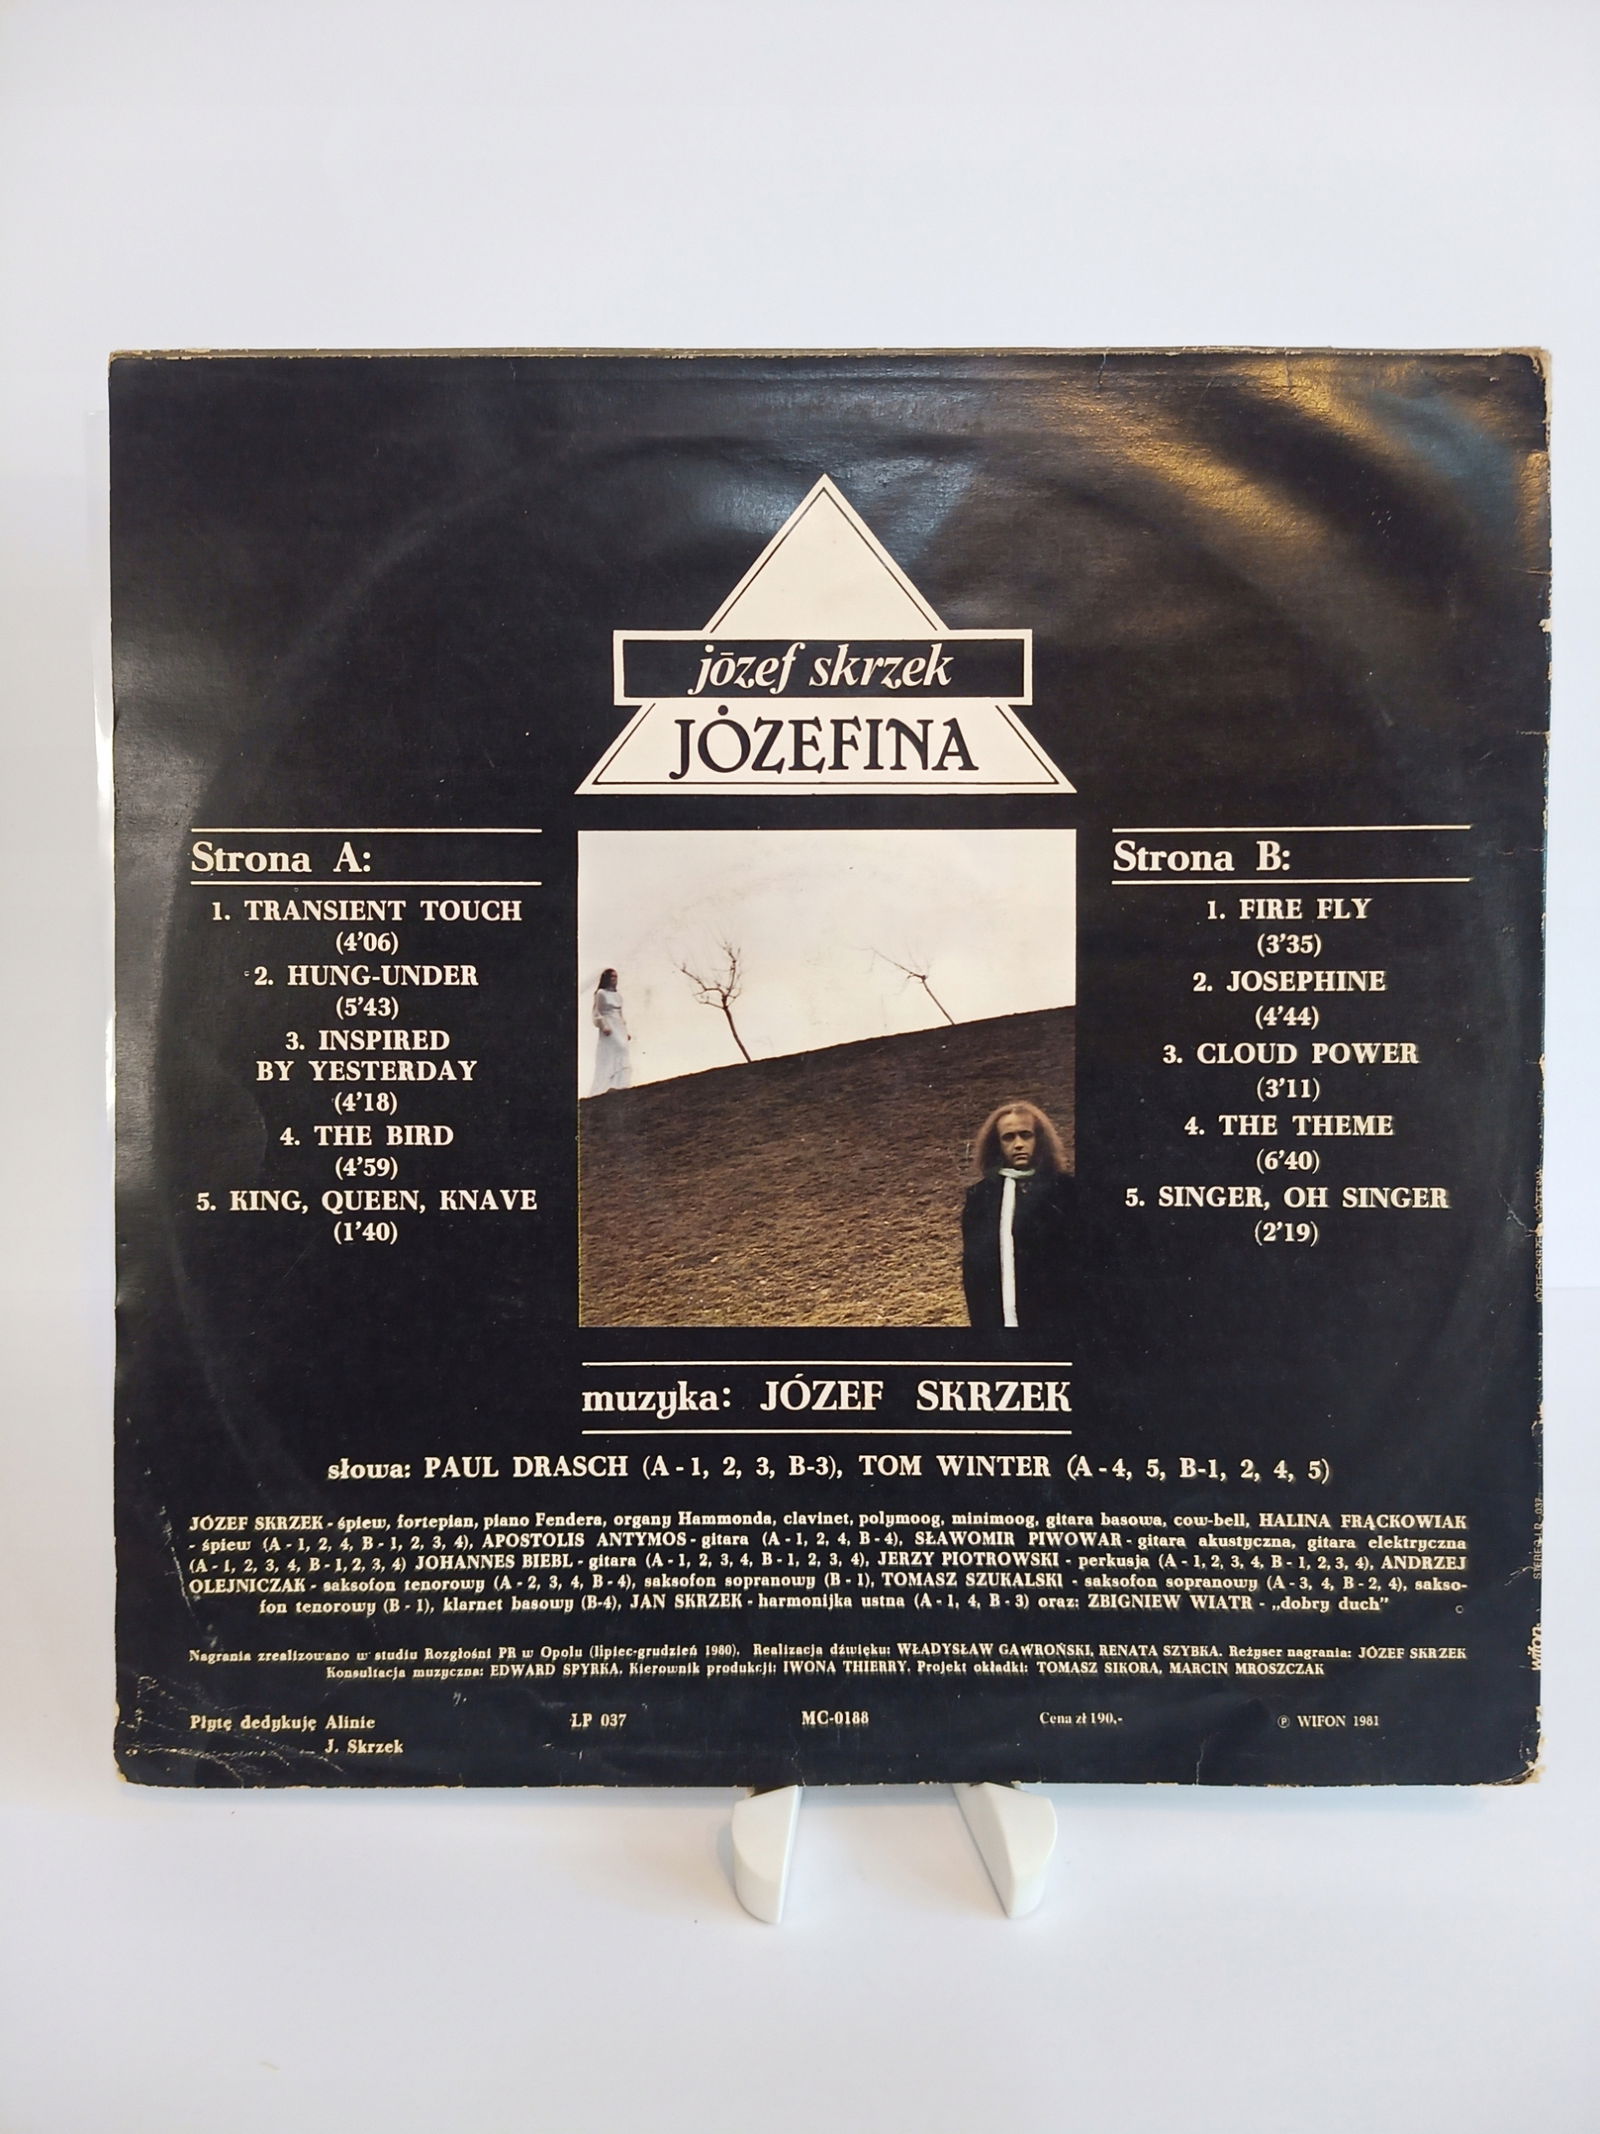 józef skrzek
JÓZEFINA
Strona A:
1. TRANSIENT TOUCH
(4'06)
2. HUNG-UNDER
(5'43)
3. INSPIRED
BY YESTERDAY
(4'18)
4. THE BIRD
(4'59)
5. KING, QUEEN, KNAVE
(1'40)
Strona B:
1. FIRE FLY
(3'35)
2. JOSEPHINE
(4'44)
3. CLOUD POWER
(3'11)
4. THE THEME
(6'40)
5. SINGER, OH SINGER
(2'19)
muzyka: JÓZEF SKRZEK
słowa: PAUL DRASCH (A-1, 2, 3, B-3), TOM WINTER (A-4, 5, B-1, 2, 4, 5)
JÓZEF SKRZEK - śpiew, fortepian, piano Fendera, organy Hammonda, clavinet, polymoog, minimoog, gitara basowa, cow-bell, HALINA FRĄCKOWIAK
- śpiew (A-1, 2, 4, B-1, 2, 3, 4), APOSTOLIS ANTYMOS - gitara (A-1, 2, 4, B-4), SŁAWOMIR PIWOWAR - gitara akustyczna, gitara elektryczna
(A-1, 2, 3, 4, B-1, 2, 3, 4) JOHANNES BIEBL - gitara (A-1, 2, 3, 4, B-1, 2, 3, 4), JERZY PIOTROWSKI - perkusja (A-1, 2, 3, 4, B-1, 2, 3, 4), ANDRZEJ
OLEJNICZAK - saksofon tenorowy (A-2, 3, 4, B-4), saksofon sopranowy (B-1), TOMASZ SZUKALSKI - saksofon sopranowy (A-3, 4, B-2, 4), sakso-
fon tenorowy (B-1), klarnet basowy (B-4), JAN SKRZEK - harmonijka ustna (A-1, 4, B-3) oraz: ZBIGNIEW WIATR - „dobry duch”
Nagrania zrealizowano w studiu Rozgłośni PR w Opolu (lipiec-grudzień 1980). Realizacja dźwięku: WŁADYSŁAW GAWROŃSKI, RENATA SZYBKA. Reżyser nagrania: JÓZEF SKRZEK
Konsultacja muzyczna: EDWARD SPYRKA, Kierownik produkcji: IWONA THIERRY. Projekt okładki: TOMASZ SIKORA, MARCIN MROSZCZAK
Płytę dedykuję Alinie
J. Skrzek
LP 037
MC-0188
Cena zł 190,-
℗ WIFON 1981
wifon
STEREO LP-037
JÓZEF SKRZEK